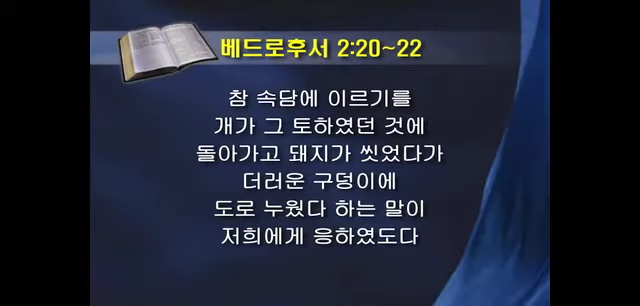 베드로후서 2:20~22
참 속담에 이르기를
개가 그 토하였던 것에
돌아가고 돼지가 씻었다가
더러운 구덩이에
도로 누웠다 하는 말이
저희에게 응하였도다